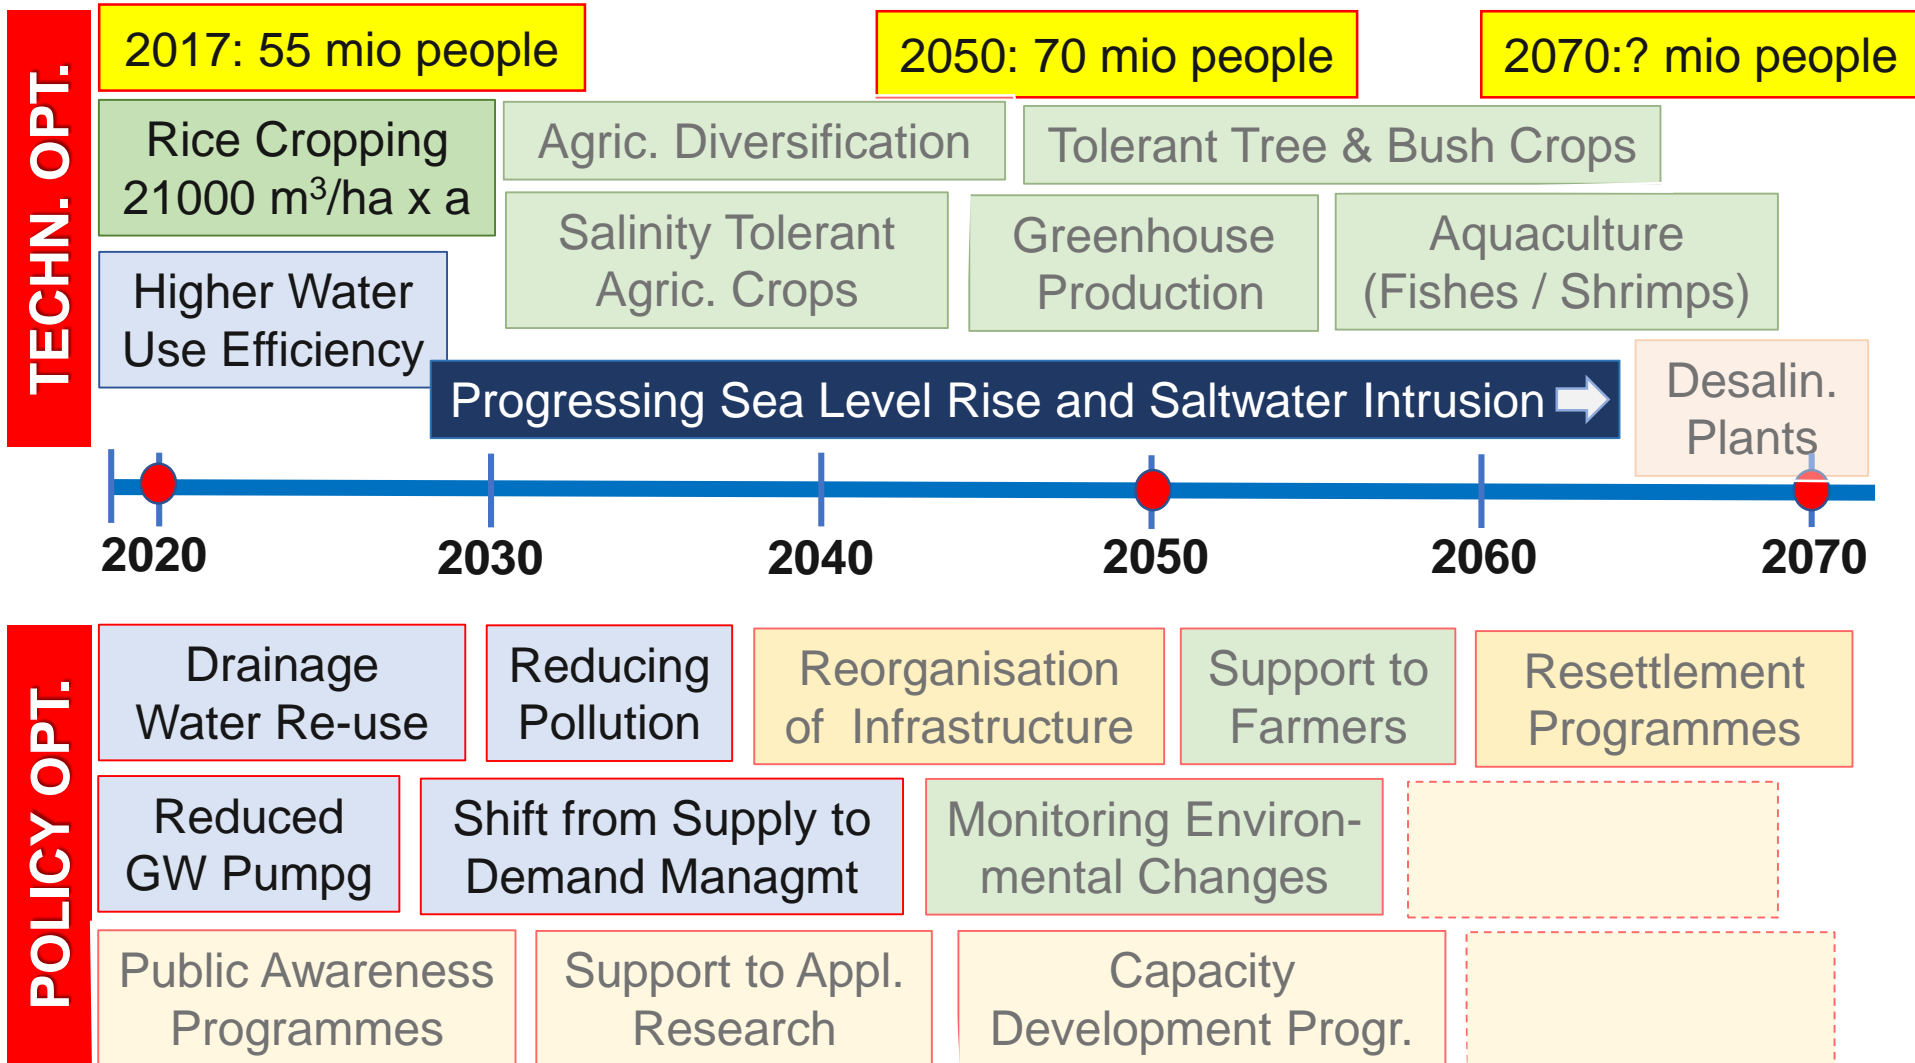 TECHN. OPT.
2017: 55 mio people
2050: 70 mio people
2070:? mio people
Rice Cropping
21000 m³/ha x a
Agric. Diversification
Tolerant Tree & Bush Crops
Higher Water
Use Efficiency
Salinity Tolerant
Agric. Crops
Greenhouse
Production
Aquaculture
(Fishes / Shrimps)
Progressing Sea Level Rise and Saltwater Intrusion
Desalin.
Plants
2020
2030
2040
2050
2060
2070
POLICY OPT.
Drainage
Water Re-use
Reducing
Pollution
Reorganisation
of Infrastructure
Support to
Farmers
Resettlement
Programmes
Reduced
GW Pumpg
Shift from Supply to
Demand Managmt
Monitoring Environ-
mental Changes
Public Awareness
Programmes
Support to Appl.
Research
Capacity
Development Progr.